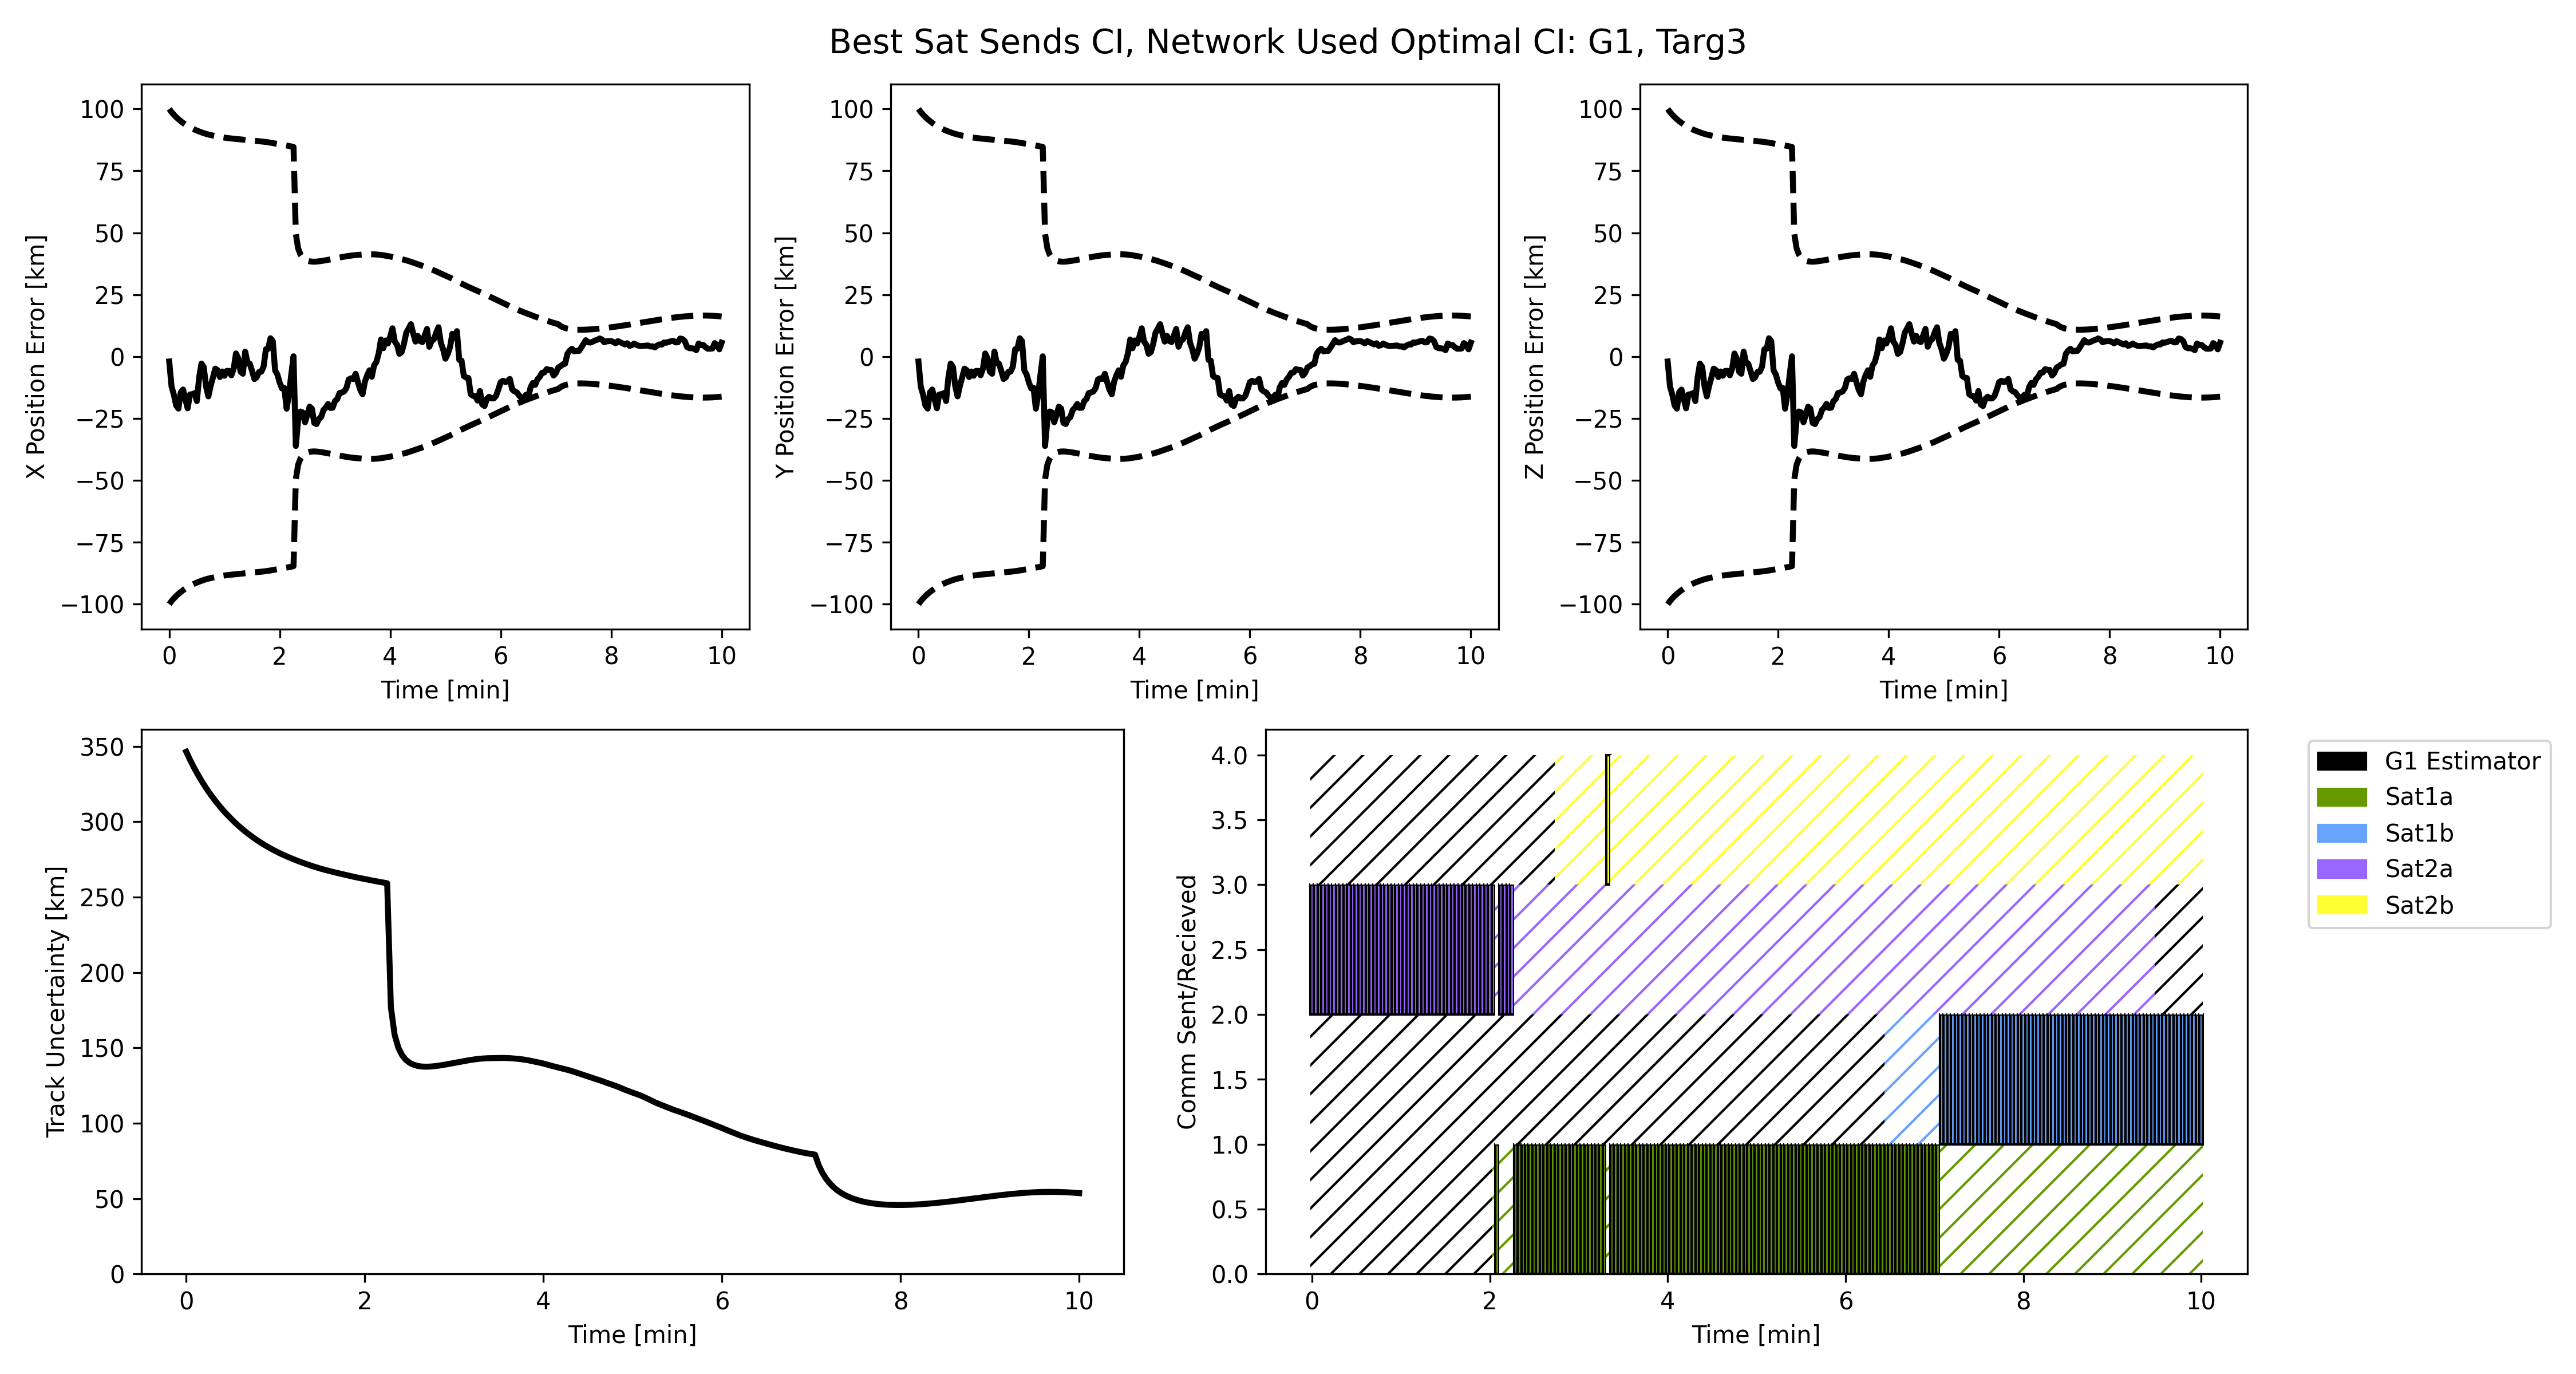 Best Sat Sends CI, Network Used Optimal CI: G1, Targ3
X Position Error [km]
100
75
50
25
0
−25
−50
−75
−100
0 2 4 6 8 10
Time [min]
Y Position Error [km]
100
75
50
25
0
−25
−50
−75
−100
0 2 4 6 8 10
Time [min]
Z Position Error [km]
100
75
50
25
0
−25
−50
−75
−100
0 2 4 6 8 10
Time [min]
Track Uncertainty [km]
350
300
250
200
150
100
50
0
0 2 4 6 8 10
Time [min]
Comm Sent/Recieved
4.0
3.5
3.0
2.5
2.0
1.5
1.0
0.5
0.0
0 2 4 6 8 10
Time [min]
G1 Estimator
Sat1a
Sat1b
Sat2a
Sat2b